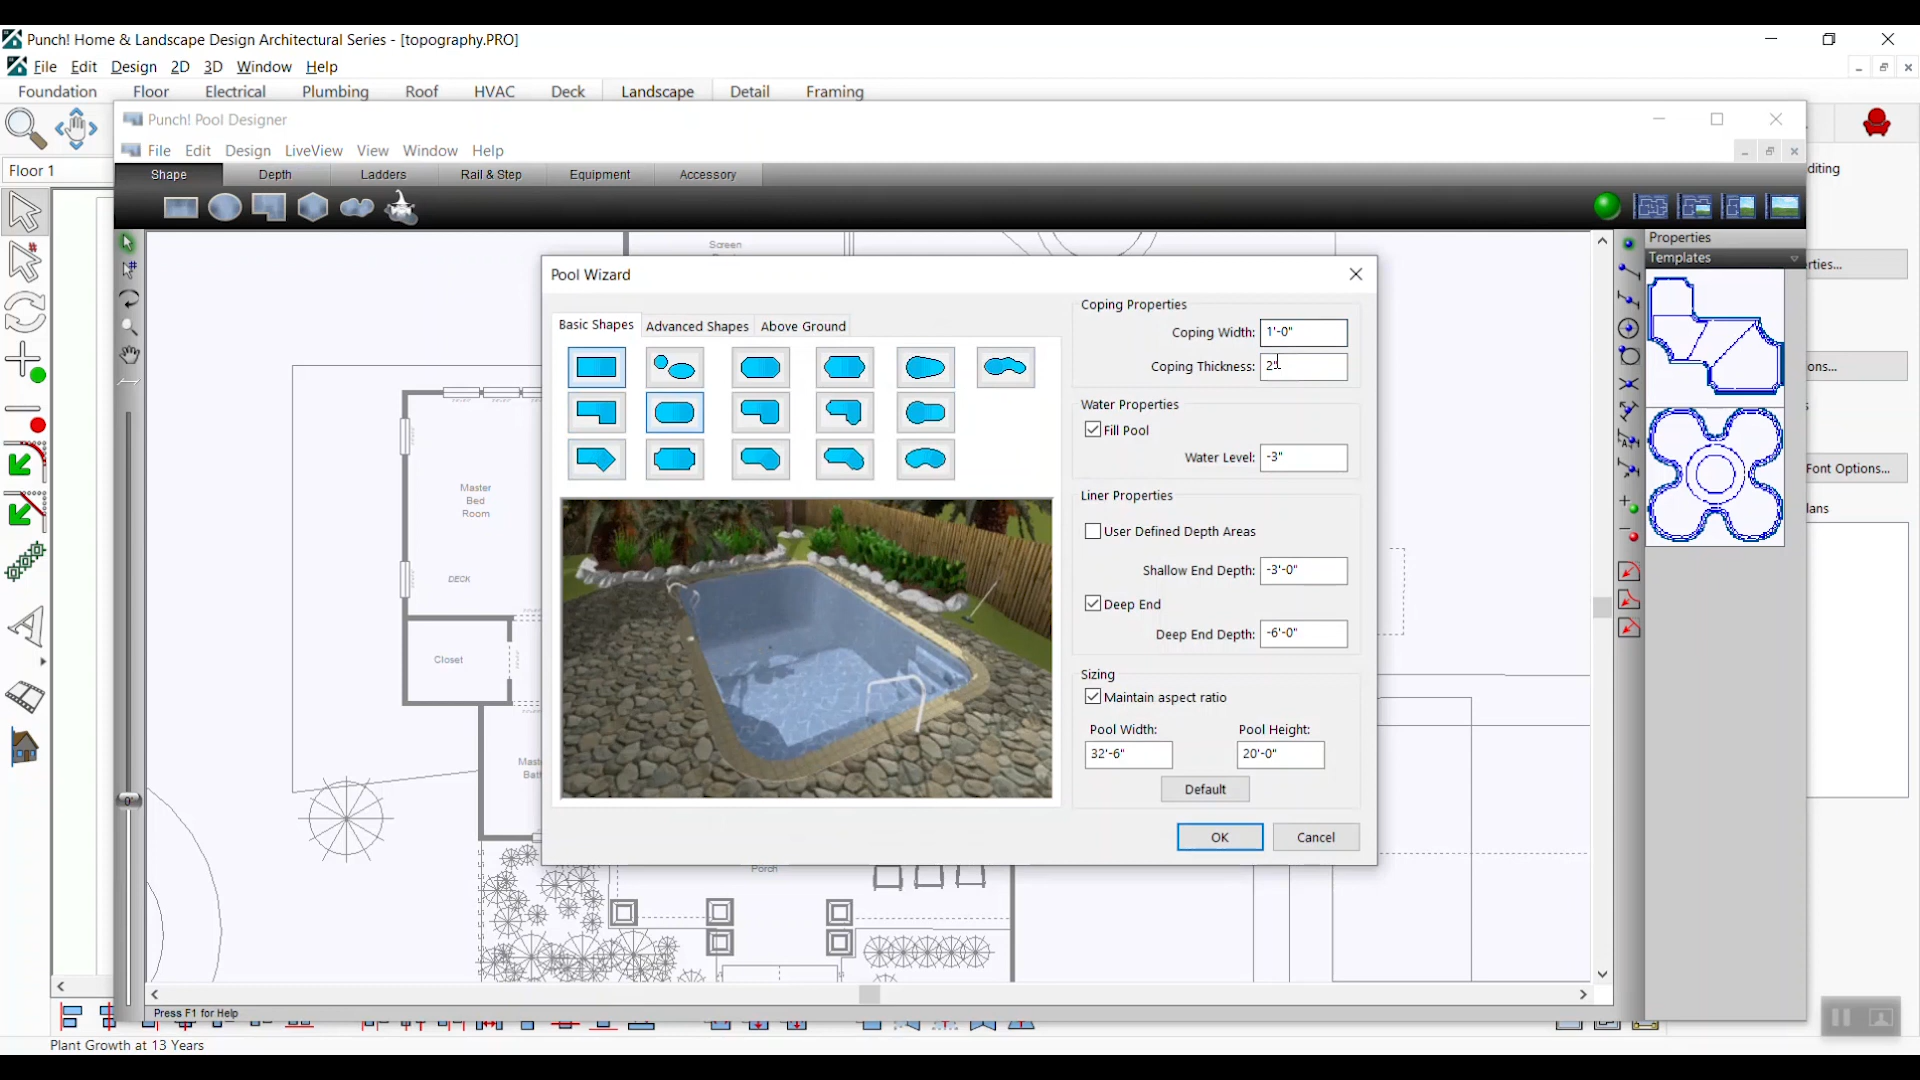 Punch! Home & Landscape Design Architectural Series - [topography.PRO]
File Edit Design 2D 3D Window Help
Foundation Floor Electrical Plumbing Roof HVAC Deck Landscape Detail Framing
Punch! Pool Designer
File Edit Design LiveView View Window Help
Floor 1
Shape Depth Ladders Rail & Step Equipment Accessory
diting
Properties
Templates
rties...
ons...
s
Font Options...
lans
Screen
Master
Bed
Room
DECK
Closet
Porch
Pool Wizard
Basic Shapes Advanced Shapes Above Ground
Coping Properties
Coping Width: 1'-0"
Coping Thickness: 2"
Water Properties
Fill Pool
Water Level: -3"
Liner Properties
User Defined Depth Areas
Shallow End Depth: -3'-0"
Deep End
Deep End Depth: -6'-0"
Sizing
Maintain aspect ratio
Pool Width: Pool Height:
32'-6" 20'-0"
Default
OK Cancel
0'
Press F1 for Help
Plant Growth at 13 Years